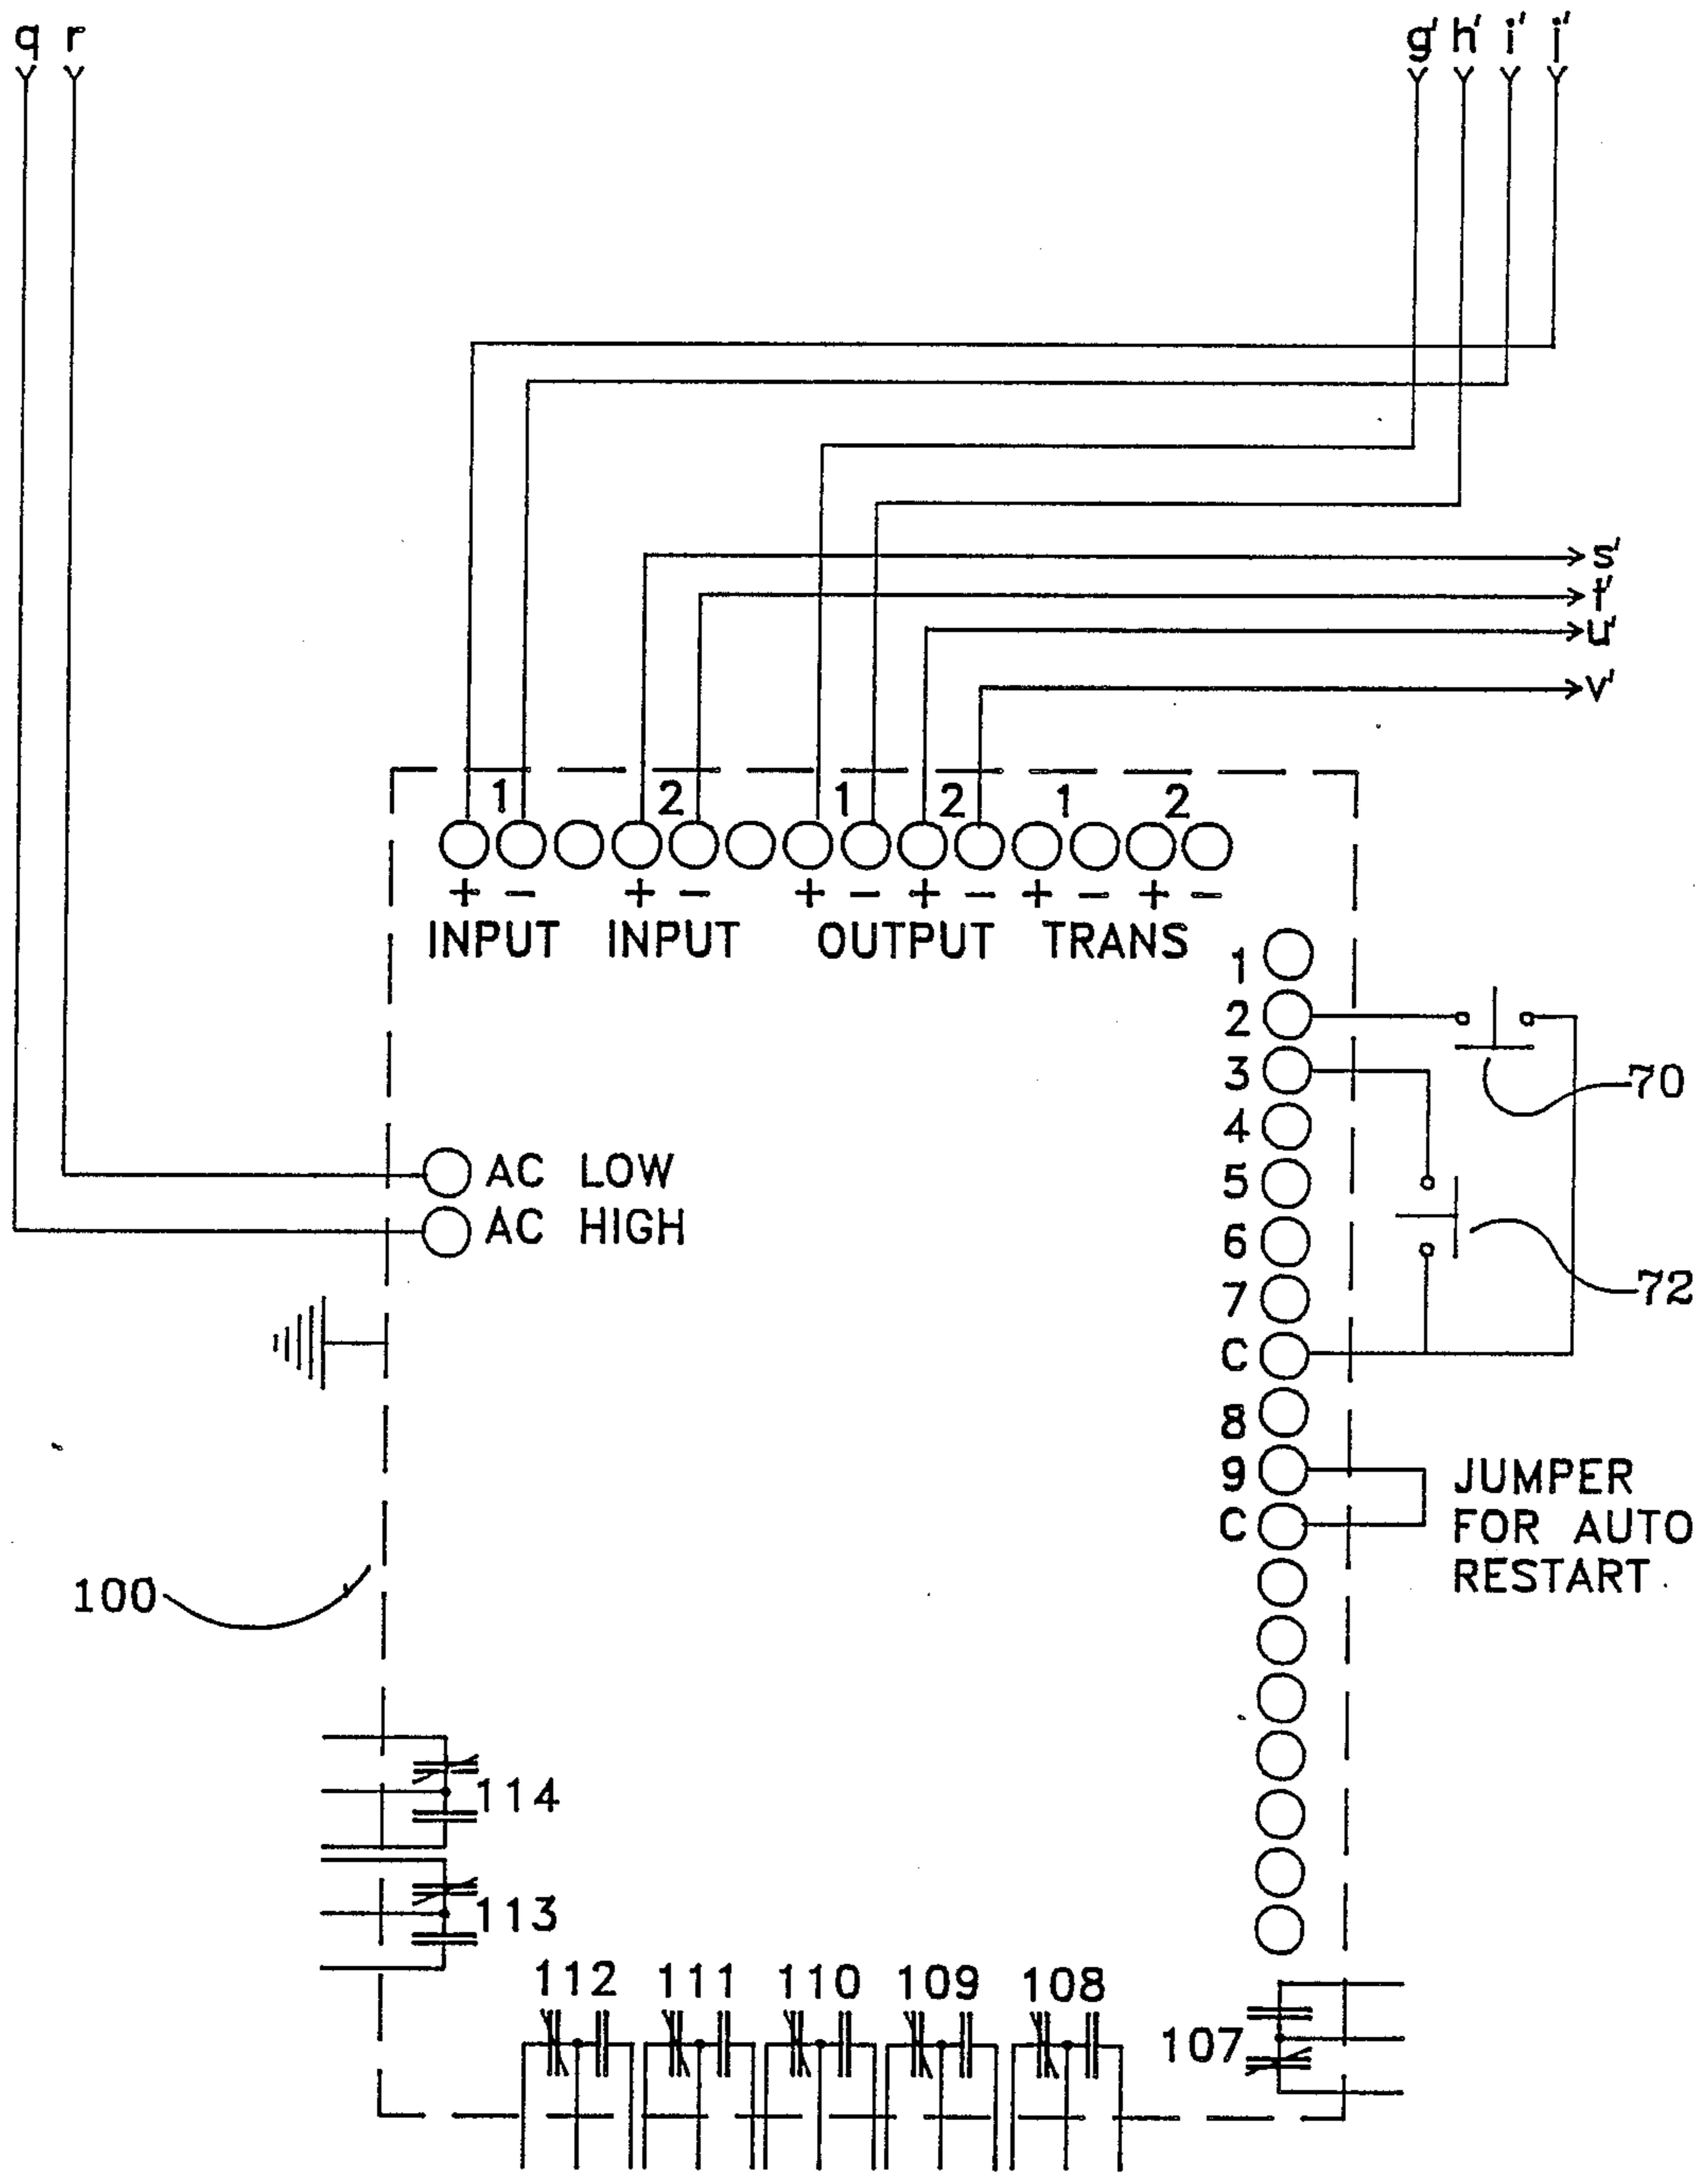 q r g' h' i' j'
s'
t'
u'
v'
1 2 1 2 1 2
+ − + − + − + − + − + −
INPUT INPUT OUTPUT TRANS
1
2
3
70
4
AC LOW
5
AC HIGH
6
7
72
C
8
9
C
JUMPER
FOR AUTO
RESTART
100
114
113
112 111 110 109 108
107